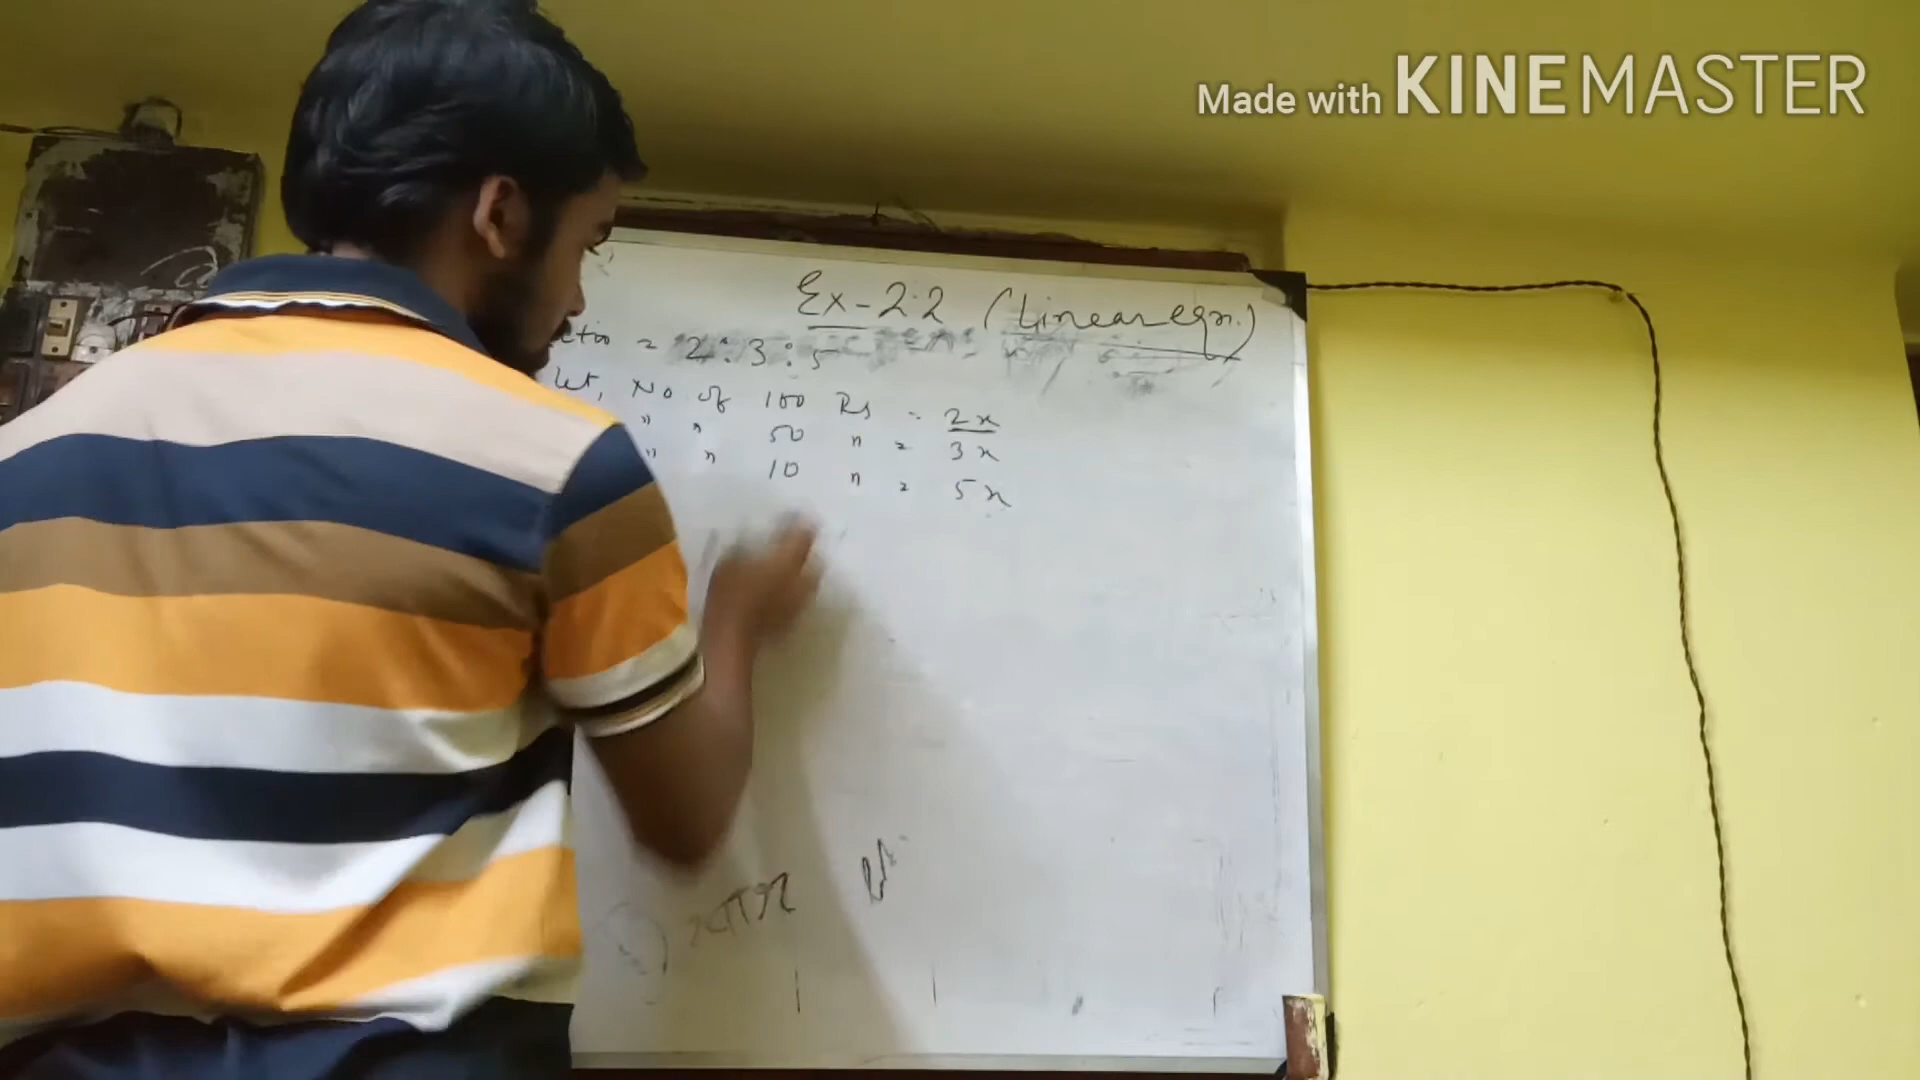 Made with KINEMASTER
Ex-2.2 (Linear eqn.)
= 2:3:5
Let, No of 100 Rs = 2x
" " 50 " = 3x
" " 10 " = 5x